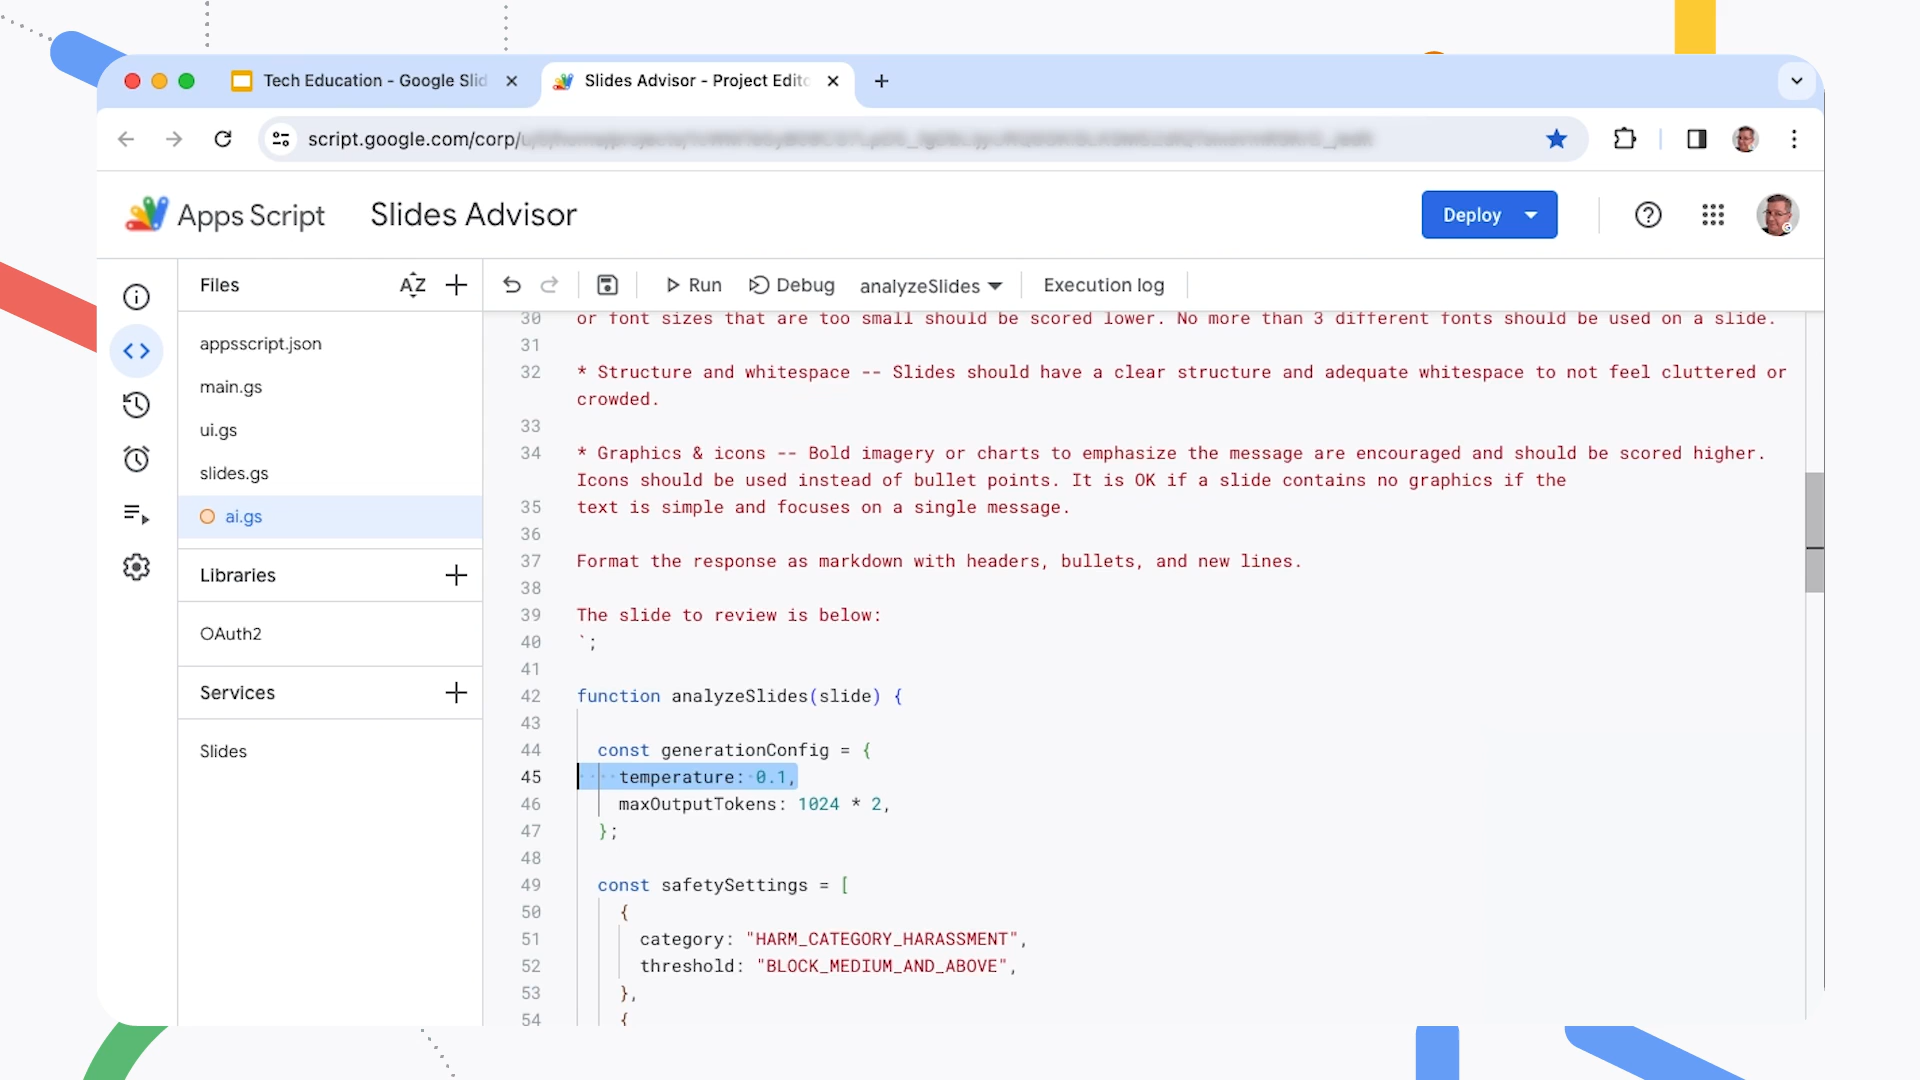 Tech Education - Google Slid
Slides Advisor - Project Edito
script.google.com/corp/
Apps Script
Slides Advisor
Deploy
Files
AZ
Run
Debug
analyzeSlides
Execution log
appsscript.json
main.gs
ui.gs
slides.gs
ai.gs
Libraries
OAuth2
Services
Slides
30 or font sizes that are too small should be scored lower. No more than 3 different fonts should be used on a slide.
31
32 * Structure and whitespace -- Slides should have a clear structure and adequate whitespace to not feel cluttered or
crowded.
33
34 * Graphics & icons -- Bold imagery or charts to emphasize the message are encouraged and should be scored higher.
Icons should be used instead of bullet points. It is OK if a slide contains no graphics if the
35 text is simple and focuses on a single message.
36
37 Format the response as markdown with headers, bullets, and new lines.
38
39 The slide to review is below:
40 `;
41
42 function analyzeSlides(slide) {
43
44 const generationConfig = {
45 temperature: 0.1,
46 maxOutputTokens: 1024 * 2,
47 };
48
49 const safetySettings = [
50 {
51 category: "HARM_CATEGORY_HARASSMENT",
52 threshold: "BLOCK_MEDIUM_AND_ABOVE",
53 },
54 {